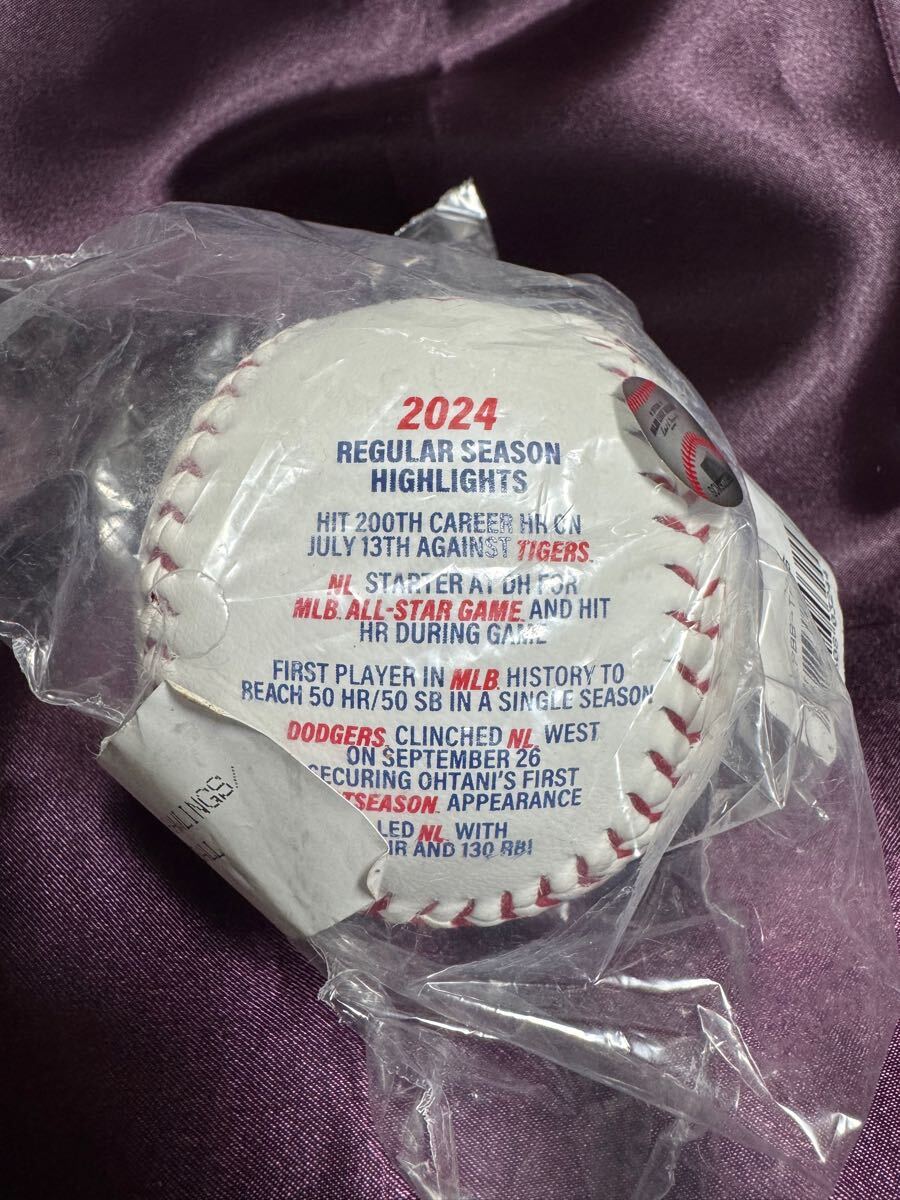 2024
REGULAR SEASON
HIGHLIGHTS
HIT 200TH CAREER HR ON
JULY 13TH AGAINST TIGERS
NL STARTER AT DH FOR
MLB ALL-STAR GAME AND HIT
HR DURING GAME
FIRST PLAYER IN MLB HISTORY TO
REACH 50 HR/50 SB IN A SINGLE SEASON
DODGERS CLINCHED NL WEST
ON SEPTEMBER 26
SECURING OHTANI'S FIRST
TSEASON APPEARANCE
LED NL WITH
HR AND 130 RBI